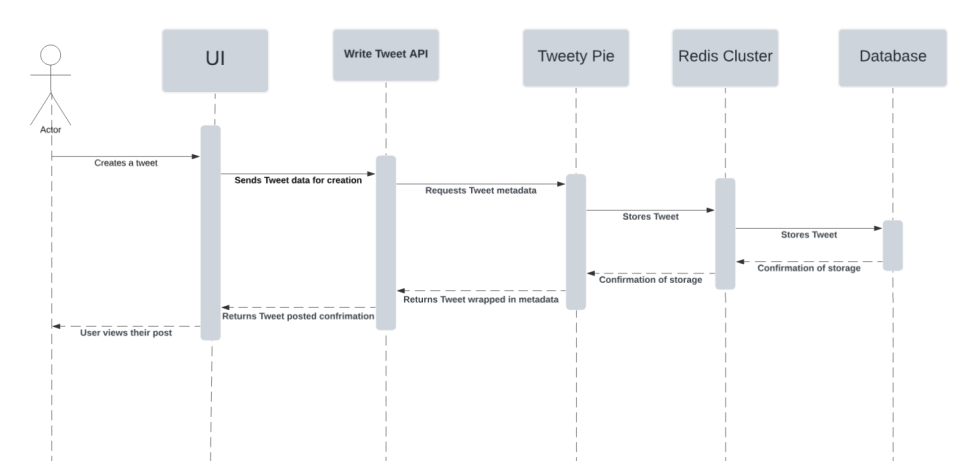 UI
Write Tweet API
Tweety Pie
Redis Cluster
Database
Actor
Creates a tweet
Sends Tweet data for creation
Requests Tweet metadata
Stores Tweet
Stores Tweet
Confirmation of storage
Confirmation of storage
Returns Tweet wrapped in metadata
Returns Tweet posted confrimation
User views their post